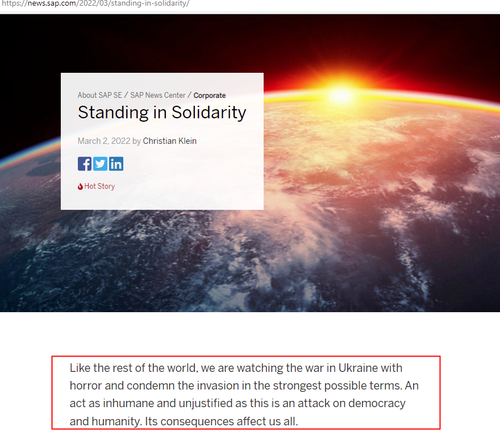 https://news.sap.com/2022/03/standing-in-solidarity/
About SAP SE / SAP News Center / Corporate
Standing in Solidarity
March 2, 2022 by Christian Klein
Hot Story
Like the rest of the world, we are watching the war in Ukraine with
horror and condemn the invasion in the strongest possible terms. An
act as inhumane and unjustified as this is an attack on democracy
and humanity. Its consequences affect us all.